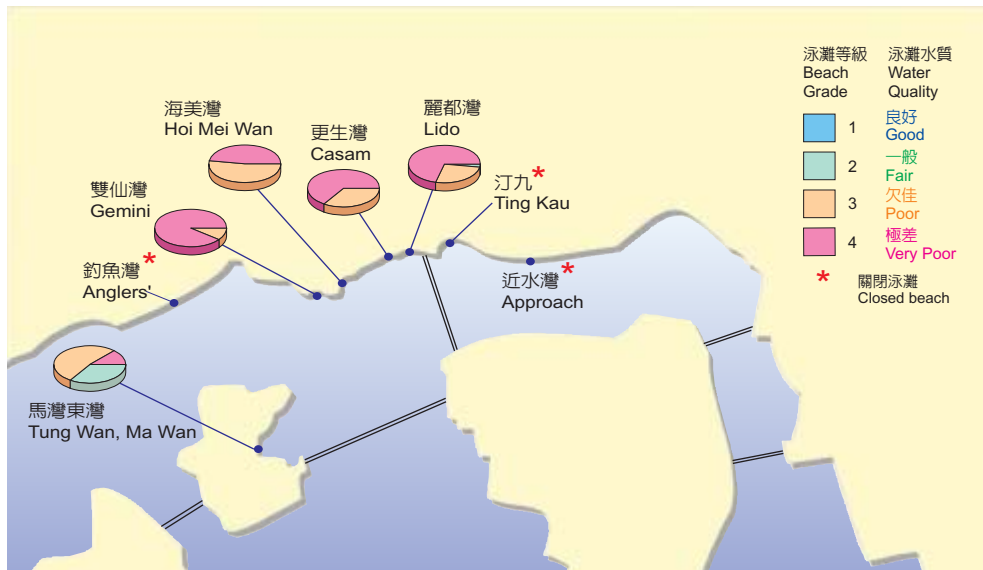 海美灣
Hoi Mei Wan
更生灣
Casam
麗都灣
Lido
汀九*
Ting Kau
雙仙灣
Gemini
釣魚灣*
Anglers'
近水灣*
Approach
馬灣東灣
Tung Wan, Ma Wan
泳灘等級
Beach
Grade
泳灘水質
Water
Quality
1 良好
Good
2 一般
Fair
3 欠佳
Poor
4 極差
Very Poor
* 關閉泳灘
Closed beach